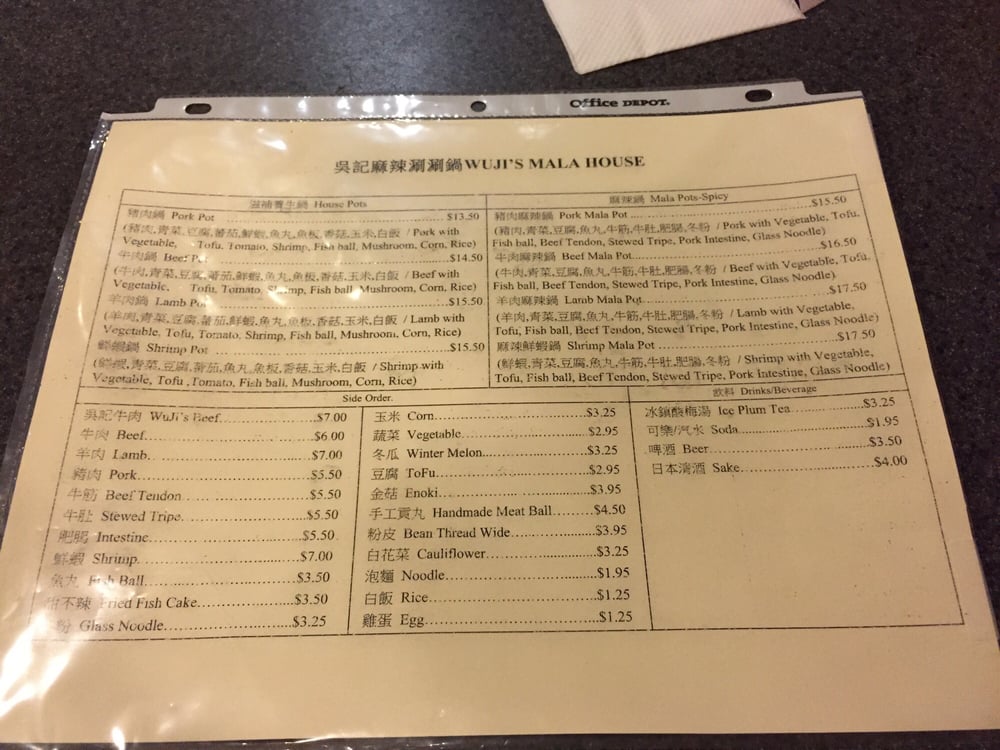 Office DEPOT.
吳記麻辣涮涮鍋WUJI'S MALA HOUSE
滋補養生鍋 House Pots
豬肉鍋 Pork Pot ........ $13.50
(豬肉,青菜,豆腐,蕃茄,鮮蝦,魚丸,魚板,香菇,玉米,白飯 / Pork with
Vegetable, Tofu, Tomato, Shrimp, Fish ball, Mushroom, Corn, Rice)
牛肉鍋 Beef Pot ........ $14.50
(牛肉,青菜,豆腐,蕃茄,鮮蝦,魚丸,魚板,香菇,玉米,白飯 / Beef with
Vegetable, Tofu, Tomato, Shrimp, Fish ball, Mushroom, Corn, Rice)
羊肉鍋 Lamb Pot ........ $15.50
(羊肉,青菜,豆腐,蕃茄,鮮蝦,魚丸,魚板,香菇,玉米,白飯 / Lamb with
Vegetable, Tofu, Tomato, Shrimp, Fish ball, Mushroom, Corn, Rice)
鮮蝦鍋 Shrimp Pot ........ $15.50
(鮮蝦,青菜,豆腐,蕃茄,魚丸,魚板,香菇,玉米,白飯 / Shrimp with
Vegetable, Tofu ,Tomato, Fish ball, Mushroom, Corn, Rice)
麻辣鍋 Mala Pots-Spicy
豬肉麻辣鍋 Pork Mala Pot ........ $15.50
(豬肉,青菜,豆腐,魚丸,牛筋,牛肚,肥腸,冬粉 / Pork with Vegetable, Tofu,
Fish ball, Beef Tendon, Stewed Tripe, Pork Intestine, Glass Noodle)
牛肉麻辣鍋 Beef Mala Pot ........ $16.50
(牛肉,青菜,豆腐,魚丸,牛筋,牛肚,肥腸,冬粉 / Beef with Vegetable, Tofu,
Fish ball, Beef Tendon, Stewed Tripe, Pork Intestine, Glass Noodle)
羊肉麻辣鍋 Lamb Mala Pot ........ $17.50
(羊肉,青菜,豆腐,魚丸,牛筋,牛肚,肥腸,冬粉 / Lamb with Vegetable,
Tofu, Fish ball, Beef Tendon, Stewed Tripe, Pork Intestine, Glass Noodle)
麻辣鮮蝦鍋 Shrimp Mala Pot ........ $17.50
(鮮蝦,青菜,豆腐,魚丸,牛筋,牛肚,肥腸,冬粉 / Shrimp with Vegetable,
Tofu, Fish ball, Beef Tendon, Stewed Tripe, Pork Intestine, Glass Noodle)
Side Order.
吳記牛肉 WuJi's Beef........ $7.00
牛肉 Beef........ $6.00
羊肉 Lamb........ $7.00
豬肉 Pork........ $5.50
牛筋 Beef Tendon ........ $5.50
牛肚 Stewed Tripe........ $5.50
肥腸 Intestine........ $5.50
鮮蝦 Shrimp........ $7.00
魚丸 Fish Ball........ $3.50
不辣 Fried Fish Cake........ $3.50
粉 Glass Noodle........ $3.25
玉米 Corn........ $3.25
蔬菜 Vegetable........ $2.95
冬瓜 Winter Melon........ $3.25
豆腐 ToFu........ $2.95
金菇 Enoki........ $3.95
手工貢丸 Handmade Meat Ball........ $4.50
粉皮 Bean Thread Wide........ $3.95
白花菜 Cauliflower........ $3.25
泡麵 Noodle........ $1.95
白飯 Rice........ $1.25
雞蛋 Egg........ $1.25
飲料 Drinks/Beverage
冰鎮酸梅湯 Ice Plum Tea........ $3.25
可樂/汽水 Soda........ $1.95
啤酒 Beer........ $3.50
日本清酒 Sake........ $4.00